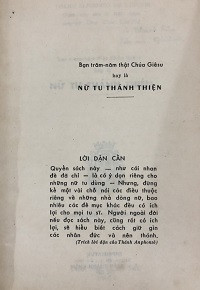 Bạn trăm-năm thật Chúa Giêsu
hay là
NỮ TU THÁNH THIỆN
LỜI DẶN CẦN
Quyển sách này — như cái nhan
đề đã chỉ — là có ý dọn riêng cho
những nữ tu dùng — Nhưng, đừng
kể một vài chỗ nói các điều thuộc
riêng về những nhà dòng nữ, bao
nhiêu các đề mục khác đều có ích
lợi cho mọi tu sĩ. Người ngoài đời
nếu đọc sách này, cũng rất có ích
lợi, sẽ hiểu biết cách giữ gìn
các nhân đức và nên thánh.
(Trích lời dặn của Thánh Anphongsô)